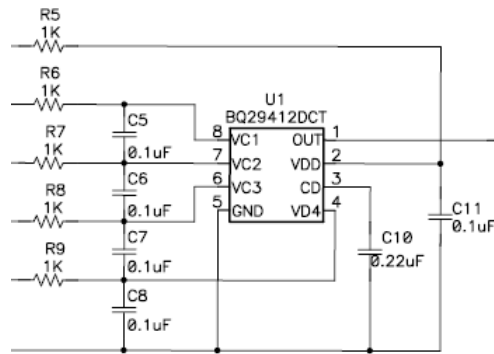 R5
1K
R6
1K
R7
1K
R8
1K
R9
1K
C5
0.1uF
C6
0.1uF
C7
0.1uF
C8
0.1uF
U1
BQ29412DCT
8 VC1 OUT 1
7 VC2 VDD 2
6 VC3 CD 3
5 GND VD4 4
C10
0.22uF
C11
0.1uF